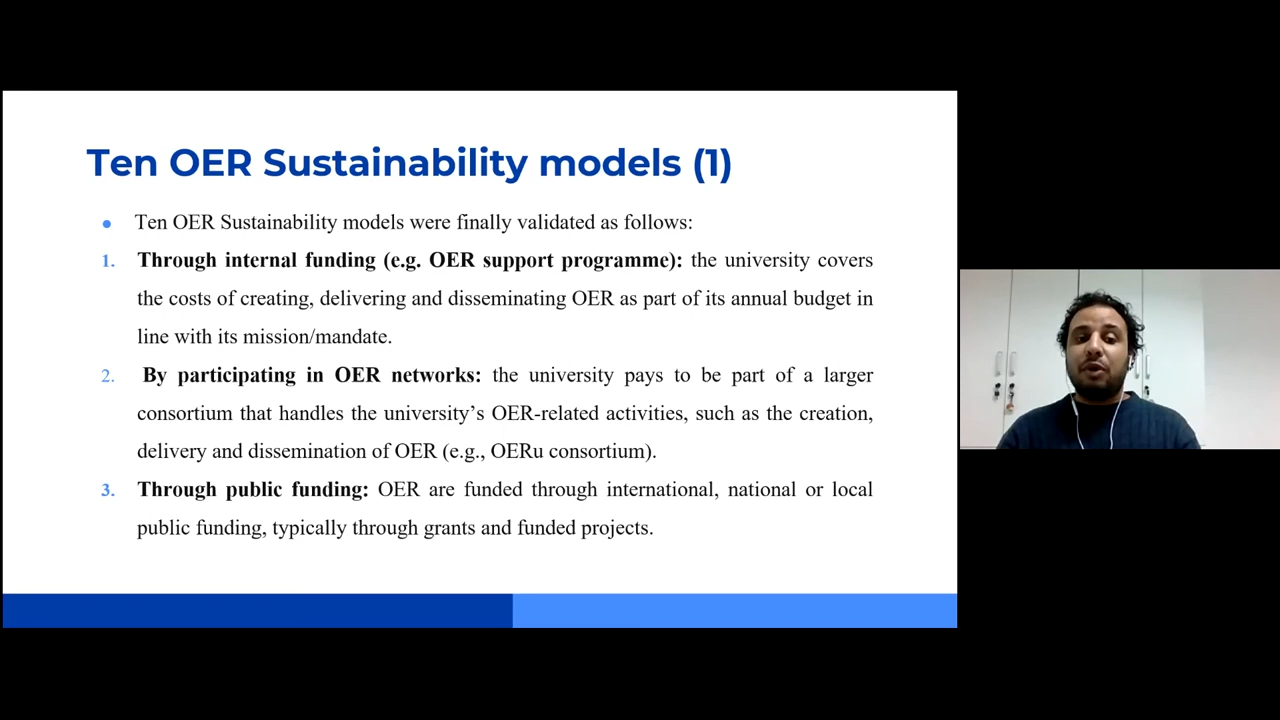 Ten OER Sustainability models (1)
● Ten OER Sustainability models were finally validated as follows:
1. Through internal funding (e.g. OER support programme): the university covers
the costs of creating, delivering and disseminating OER as part of its annual budget in
line with its mission/mandate.
2. By participating in OER networks: the university pays to be part of a larger
consortium that handles the university’s OER-related activities, such as the creation,
delivery and dissemination of OER (e.g., OERu consortium).
3. Through public funding: OER are funded through international, national or local
public funding, typically through grants and funded projects.